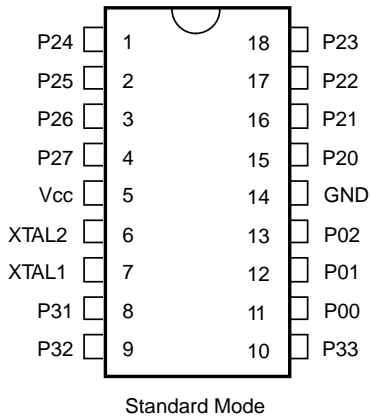 P24 1 18 P23
P25 2 17 P22
P26 3 16 P21
P27 4 15 P20
Vcc 5 14 GND
XTAL2 6 13 P02
XTAL1 7 12 P01
P31 8 11 P00
P32 9 10 P33
Standard Mode